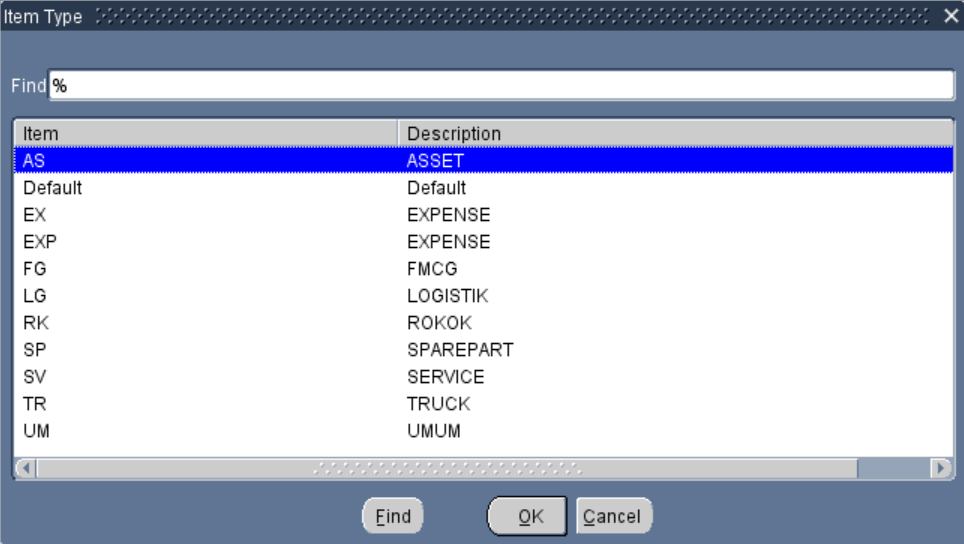 Item Type
Find %
Item Description
AS ASSET
Default Default
EX EXPENSE
EXP EXPENSE
FG FMCG
LG LOGISTIK
RK ROKOK
SP SPAREPART
SV SERVICE
TR TRUCK
UM UMUM
Find OK Cancel